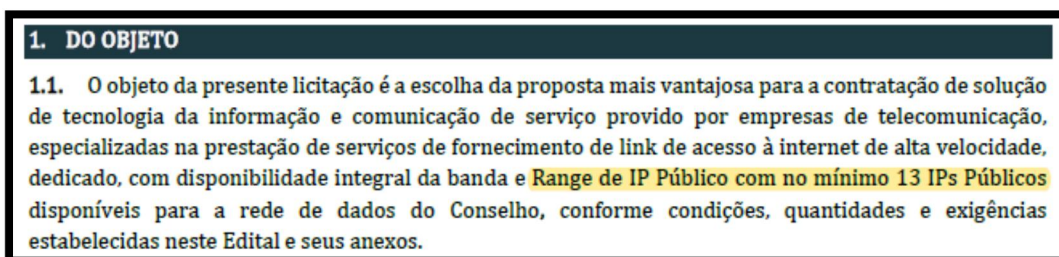 1. DO OBJETO
1.1. O objeto da presente licitação é a escolha da proposta mais vantajosa para a contratação de solução
de tecnologia da informação e comunicação de serviço provido por empresas de telecomunicação,
especializadas na prestação de serviços de fornecimento de link de acesso à internet de alta velocidade,
dedicado, com disponibilidade integral da banda e Range de IP Público com no mínimo 13 IPs Públicos
disponíveis para a rede de dados do Conselho, conforme condições, quantidades e exigências
estabelecidas neste Edital e seus anexos.